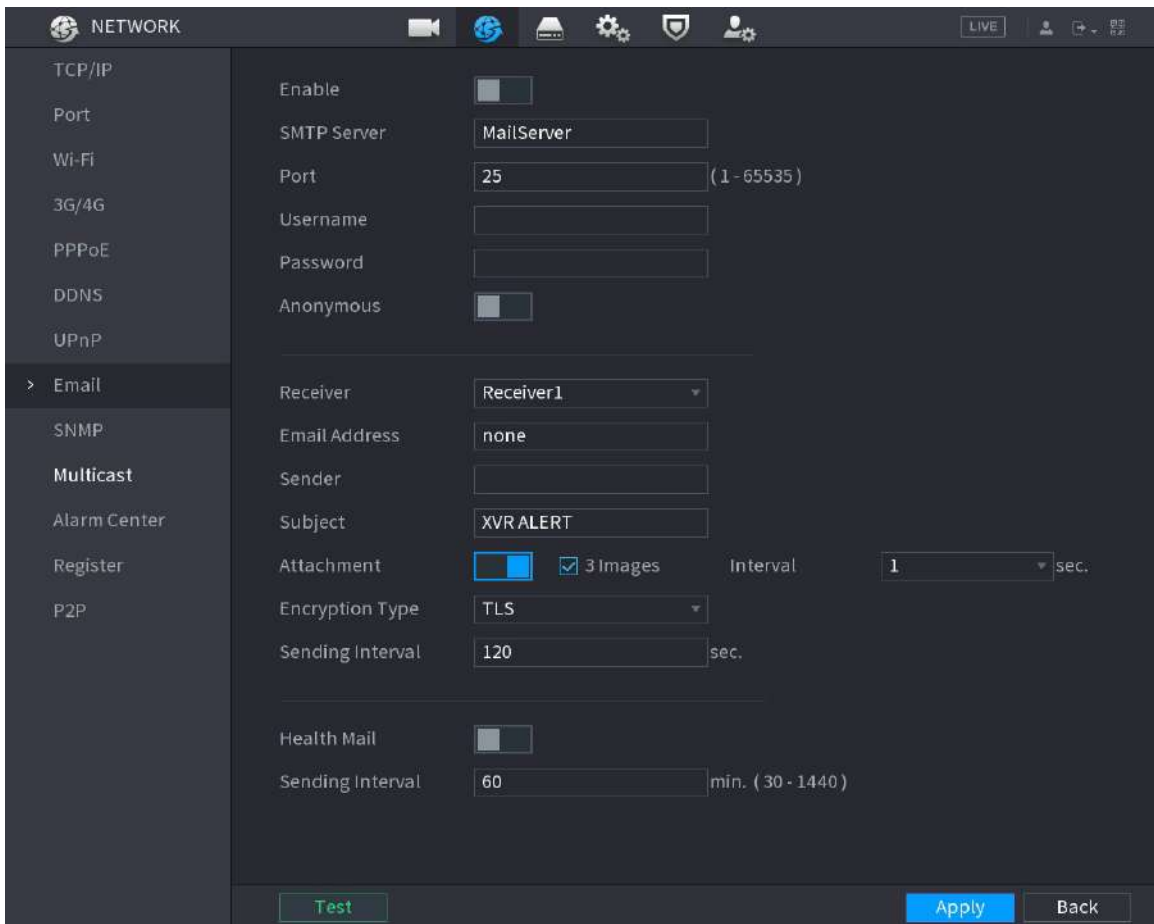 NETWORK
LIVE
TCP/IP
Port
Wi-Fi
3G/4G
PPPoE
DDNS
UPnP
> Email
SNMP
Multicast
Alarm Center
Register
P2P
Enable
SMTP Server MailServer
Port 25 (1-65535)
Username
Password
Anonymous
Receiver Receiver1
Email Address none
Sender
Subject XVR ALERT
Attachment 3 Images Interval 1 sec.
Encryption Type TLS
Sending Interval 120 sec.
Health Mail
Sending Interval 60 min. (30-1440)
Test Apply Back